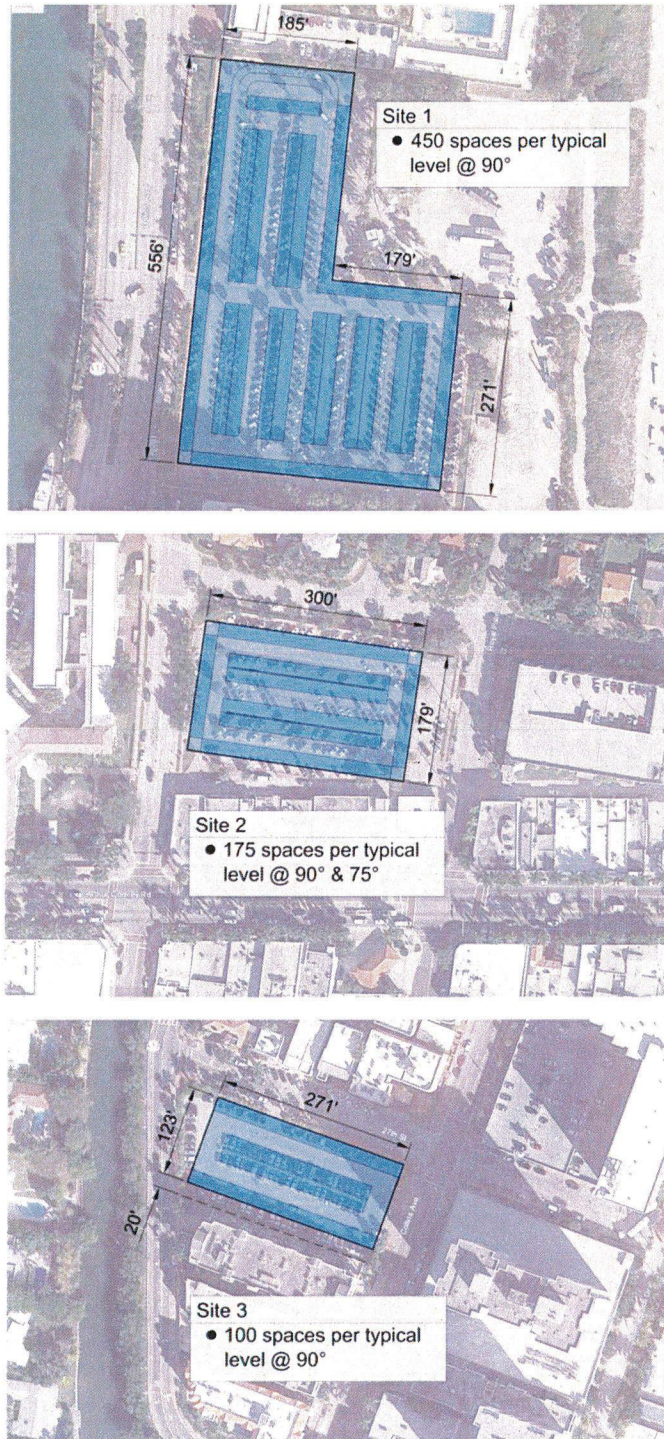 185'
Site 1
● 450 spaces per typical
level @ 90°
556'
179'
271'
300'
179'
Site 2
● 175 spaces per typical
level @ 90° & 75°
271'
123'
20'
Site 3
● 100 spaces per typical
level @ 90°